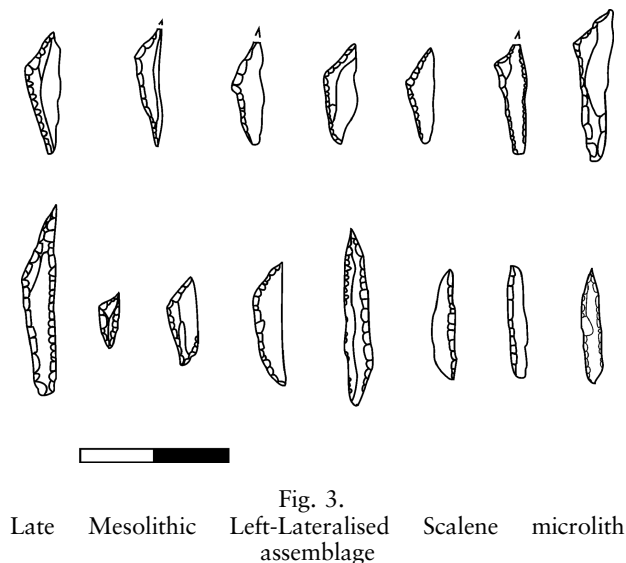 Fig. 3.
Late Mesolithic Left-Lateralised Scalene microlith
assemblage